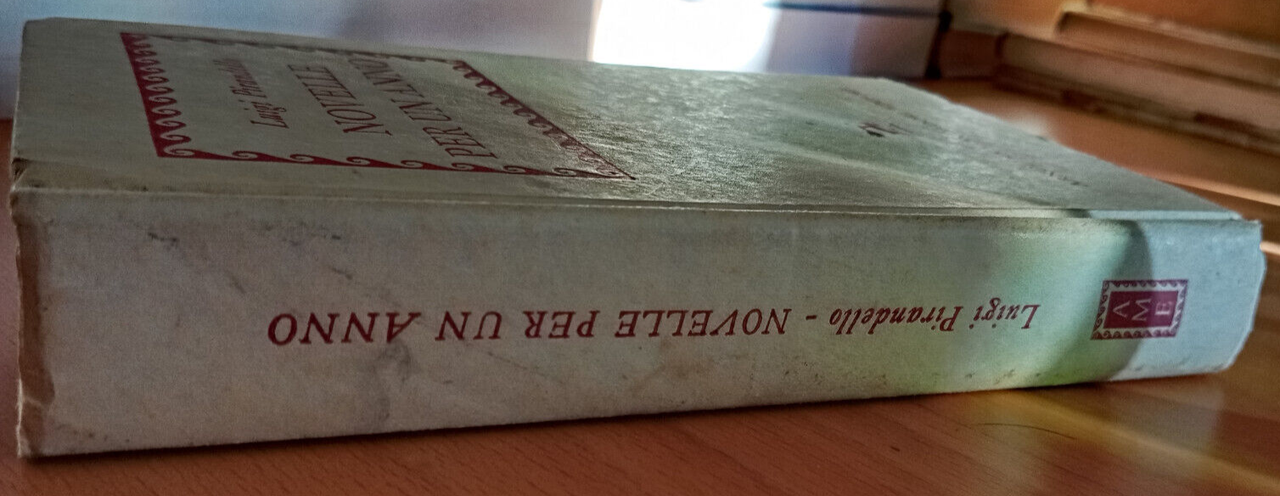 Luigi Pirandello
NOVELLE
PER UN ANNO
Luigi Pirandello - NOVELLE PER UN ANNO
A
M
E